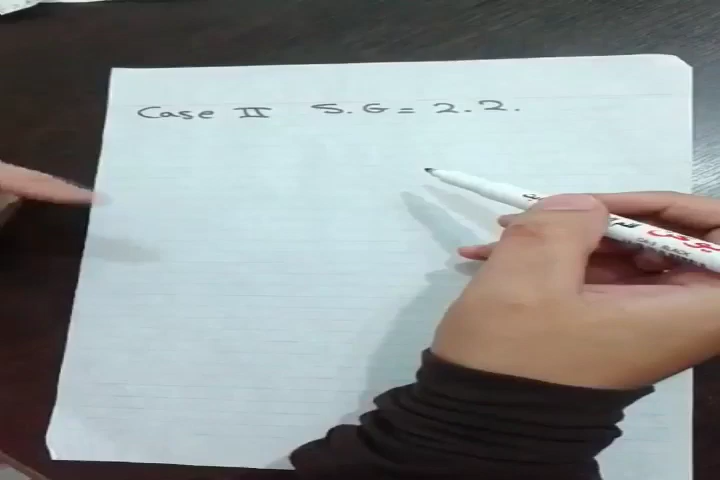 Case II S.G = 2.2.